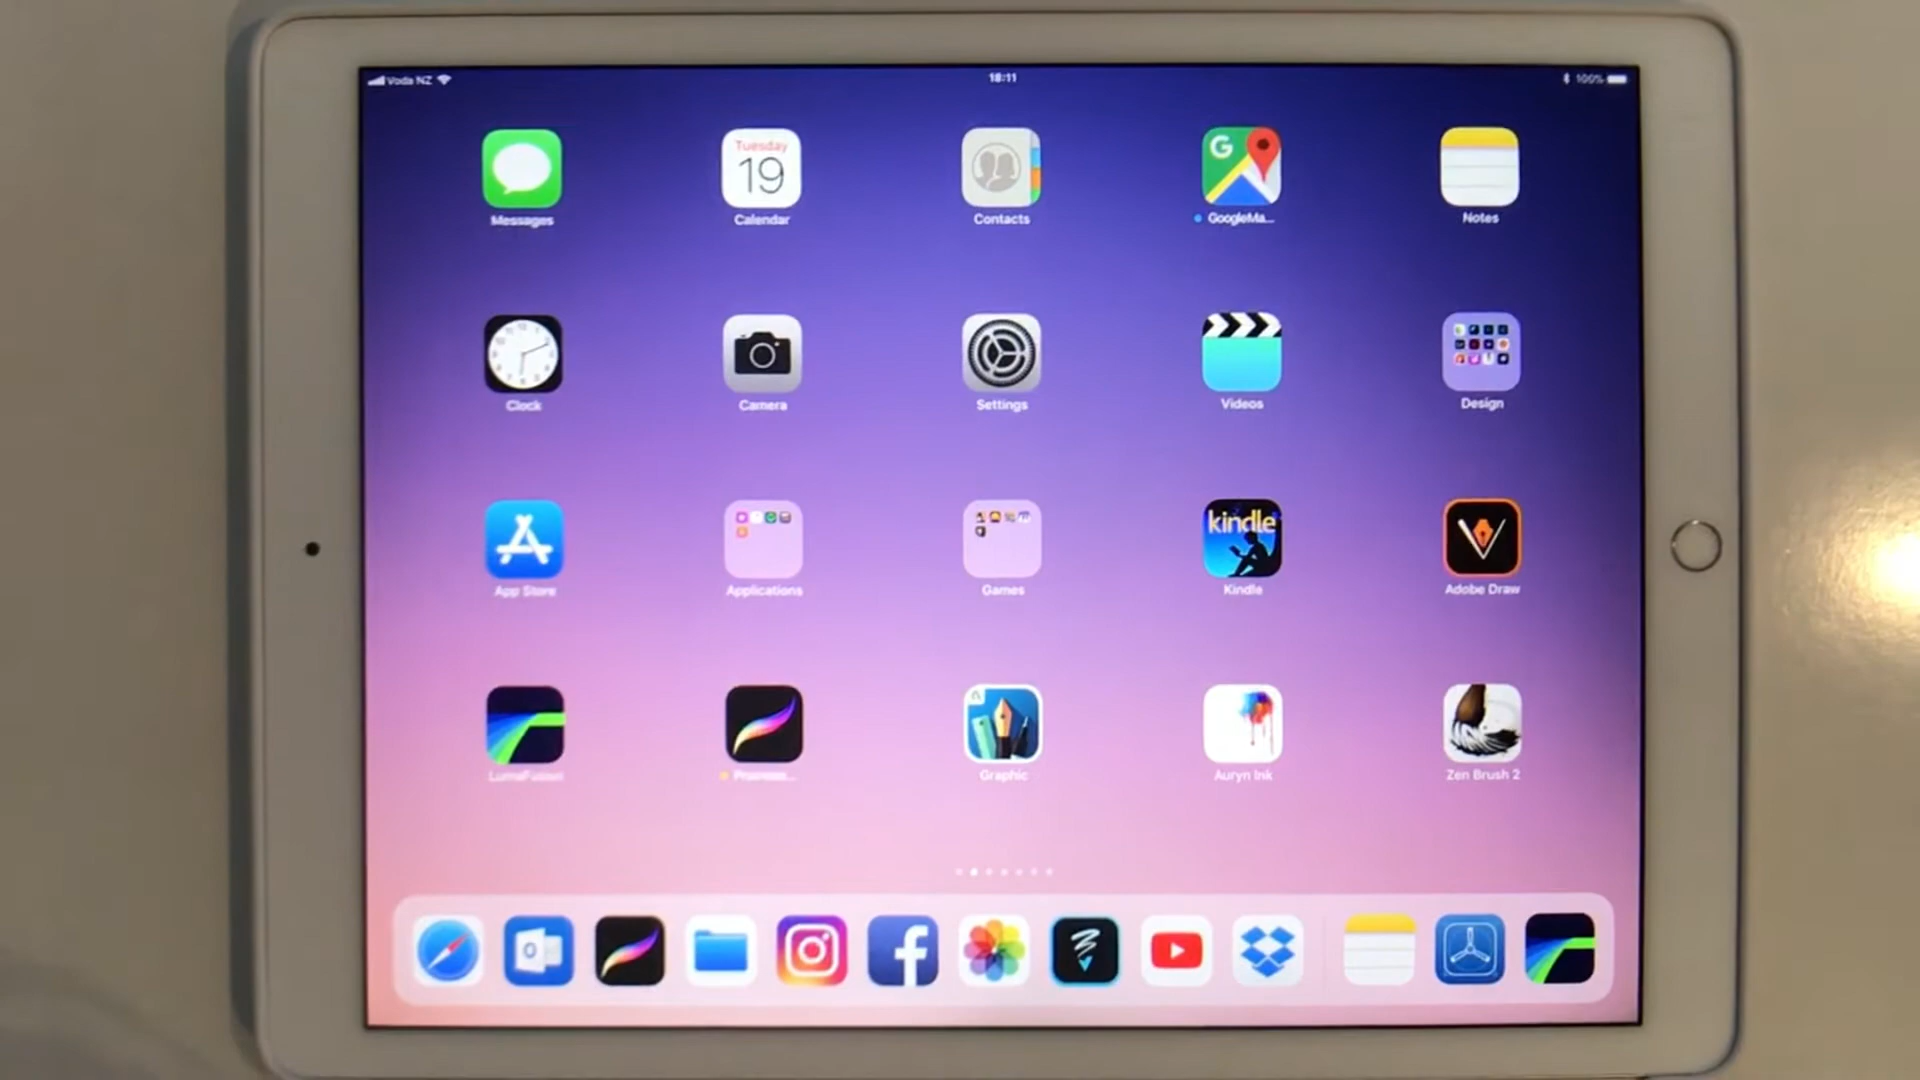 Voda NZ 18:11 100%
Tuesday
19
G
Messages Calendar Contacts GoogleMa... Notes
Clock Camera Settings Videos Design
kindle
App Store Applications Games Kindle Adobe Draw
LumaFusion Graphic Auryn Ink Zen Brush 2
o f